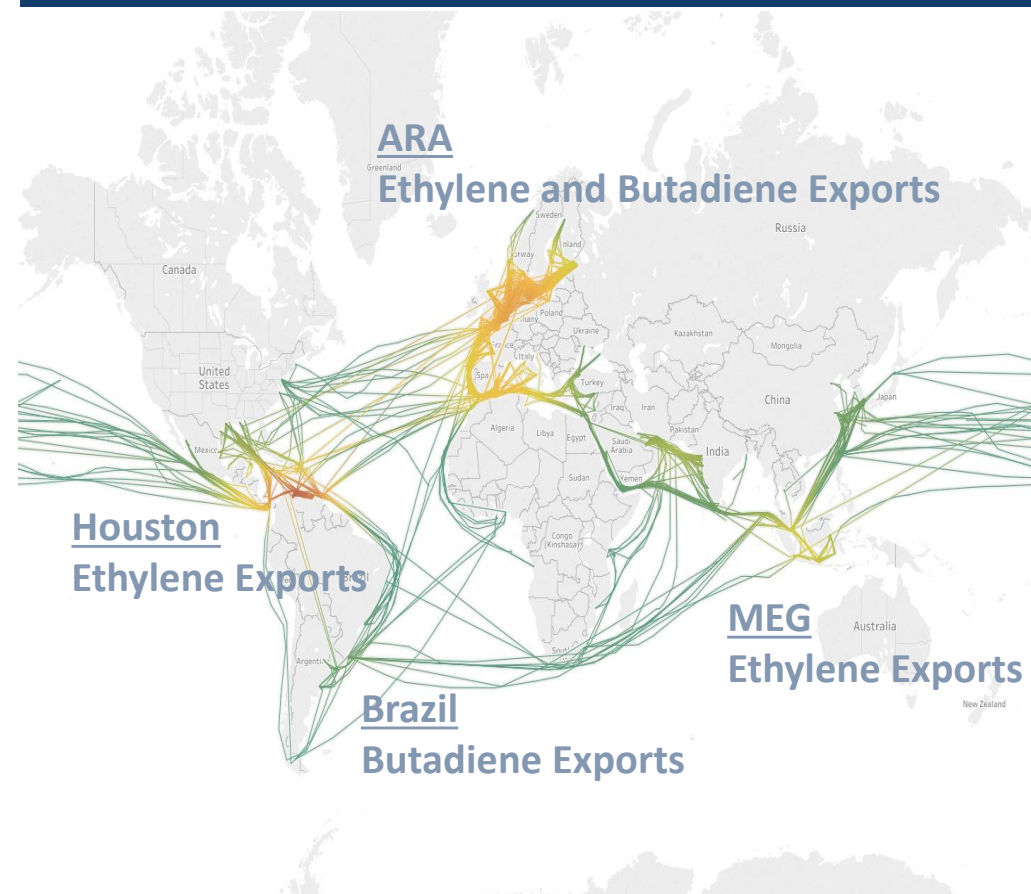 ARA
Greenland
Ethylene and Butadiene Exports
Sweden
Russia
Canada
Poland
Ukraine
Kazakhstan
Mongolia
France
Italy
United
States
Spa
Turkey
China
Japan
Iraq
Iran
Algeria
Libya
Egypt
Saudi
Arabia
Pakistan
India
Mexico
Sudan
Yemen
Houston
Ethylene Exports
Congo
(Kinshasa)
MEG
Australia
Ethylene Exports
Brazil
Butadiene Exports
New Zealand